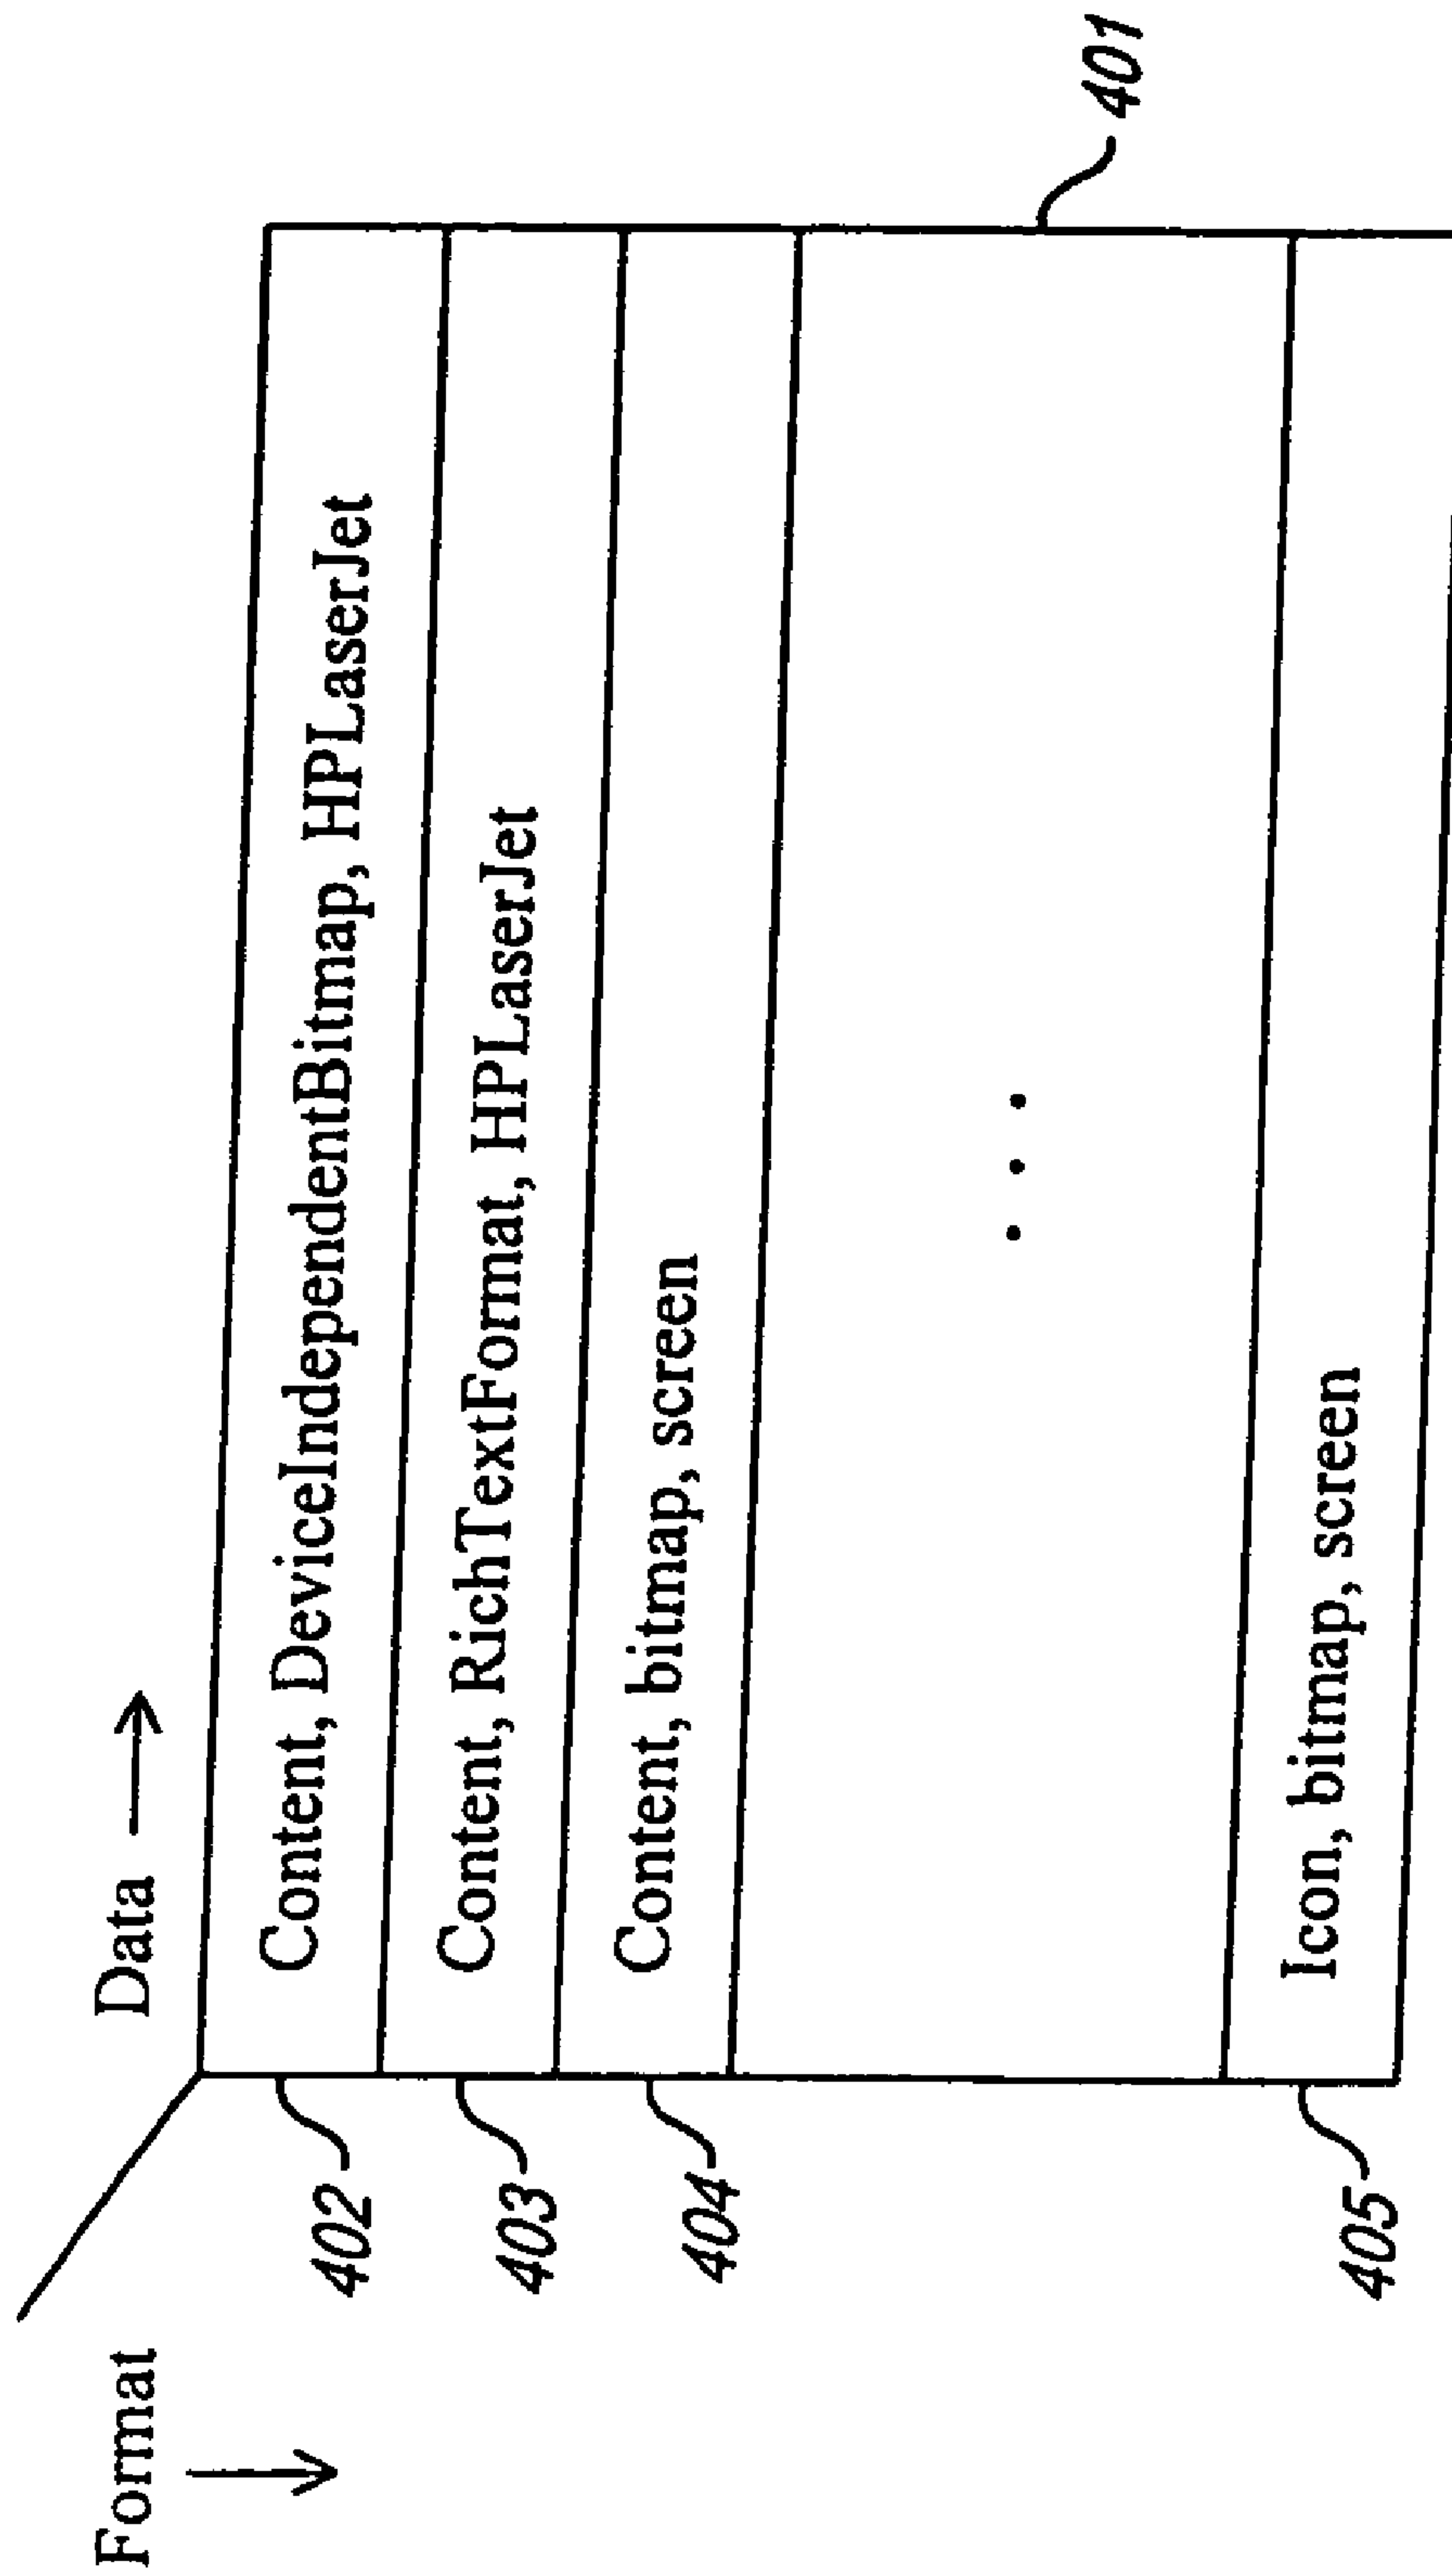 Data
Format
402 Content, DeviceIndependentBitmap, HPLaserJet
403 Content, RichTextFormat, HPLaserJet
404 Content, bitmap, screen
401
405 Icon, bitmap, screen